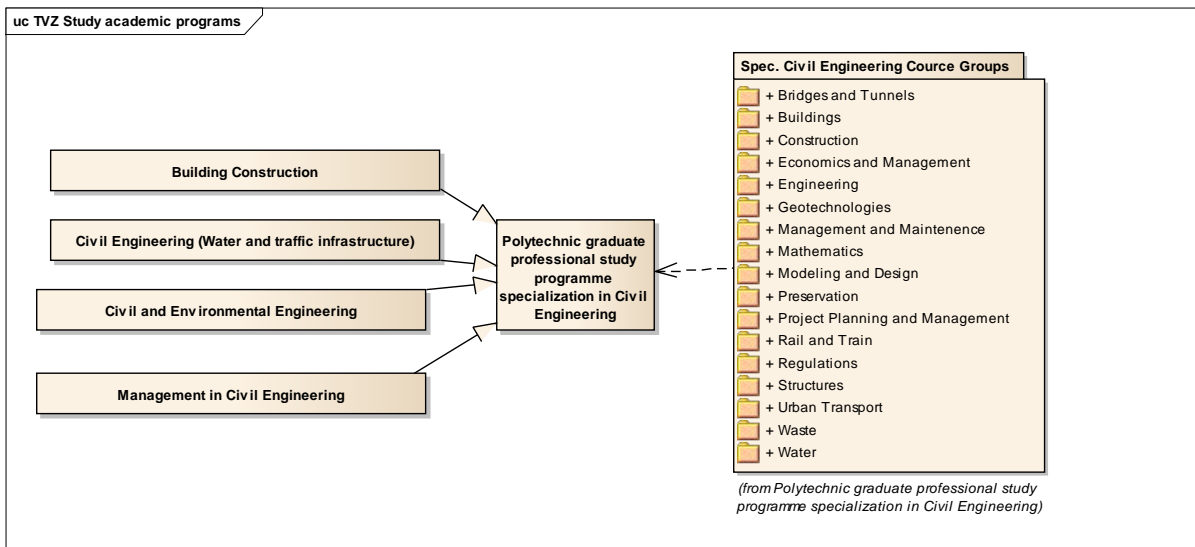 uc TVZ Study academic programs
Building Construction
Civil Engineering (Water and traffic infrastructure)
Civil and Environmental Engineering
Management in Civil Engineering
Polytechnic graduate
professional study
programme
specialization in Civil
Engineering
Spec. Civil Engineering Cource Groups
+ Bridges and Tunnels
+ Buildings
+ Construction
+ Economics and Management
+ Engineering
+ Geotechnologies
+ Management and Maintenence
+ Mathematics
+ Modeling and Design
+ Preservation
+ Project Planning and Management
+ Rail and Train
+ Regulations
+ Structures
+ Urban Transport
+ Waste
+ Water
(from Polytechnic graduate professional study
programme specialization in Civil Engineering)